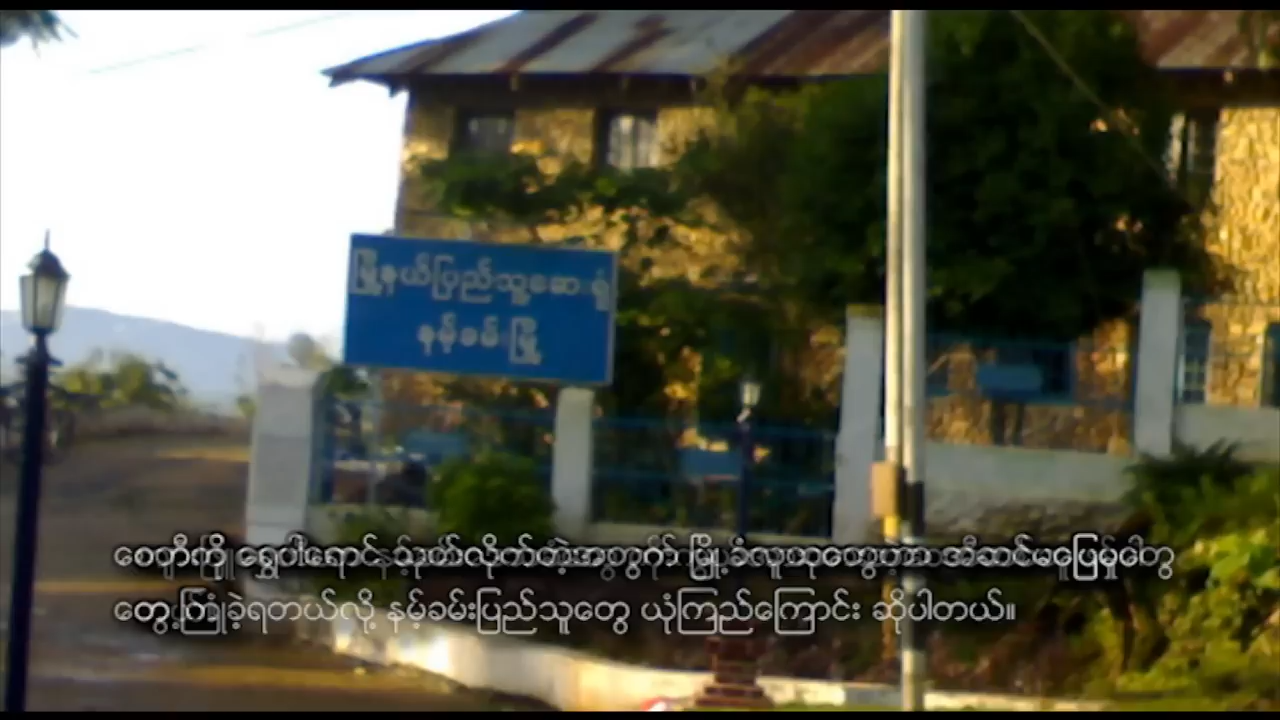 မြို့နယ်ပြည်သူ့ဆေးရုံ
နမ့်ခမ်းမြို့
စေတီကိုရွှေဝါရောင်သုတ်လိုက်တဲ့အတွက် မြို့ခံလူထုတွေဟာ အိုဆင်မပြေမှုတွေ
တွေ့ကြုံခဲ့ရတယ်လို့ နမ့်ခမ်းပြည်သူတွေ ယုံကြည်ကြောင်း ဆိုပါတယ်။